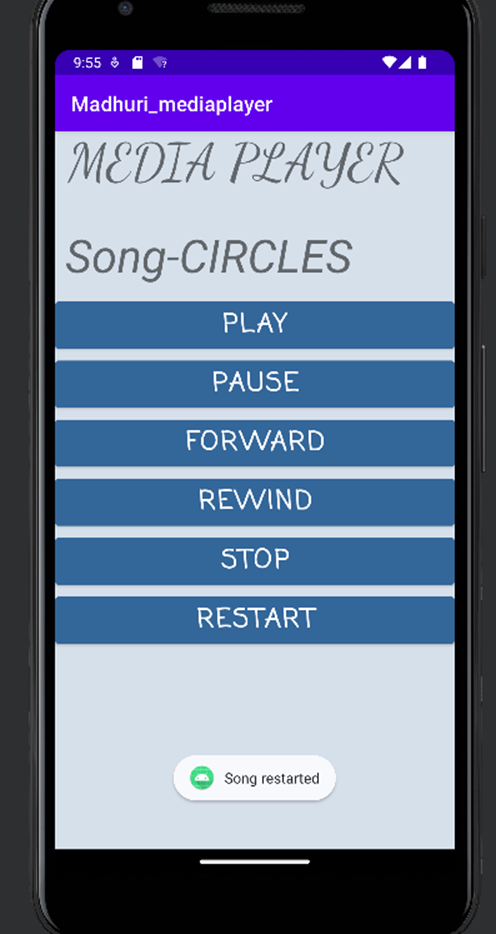 9:55
Madhuri_mediaplayer
MEDIA PLAYER
Song-CIRCLES
PLAY
PAUSE
FORWARD
REWIND
STOP
RESTART
Song restarted